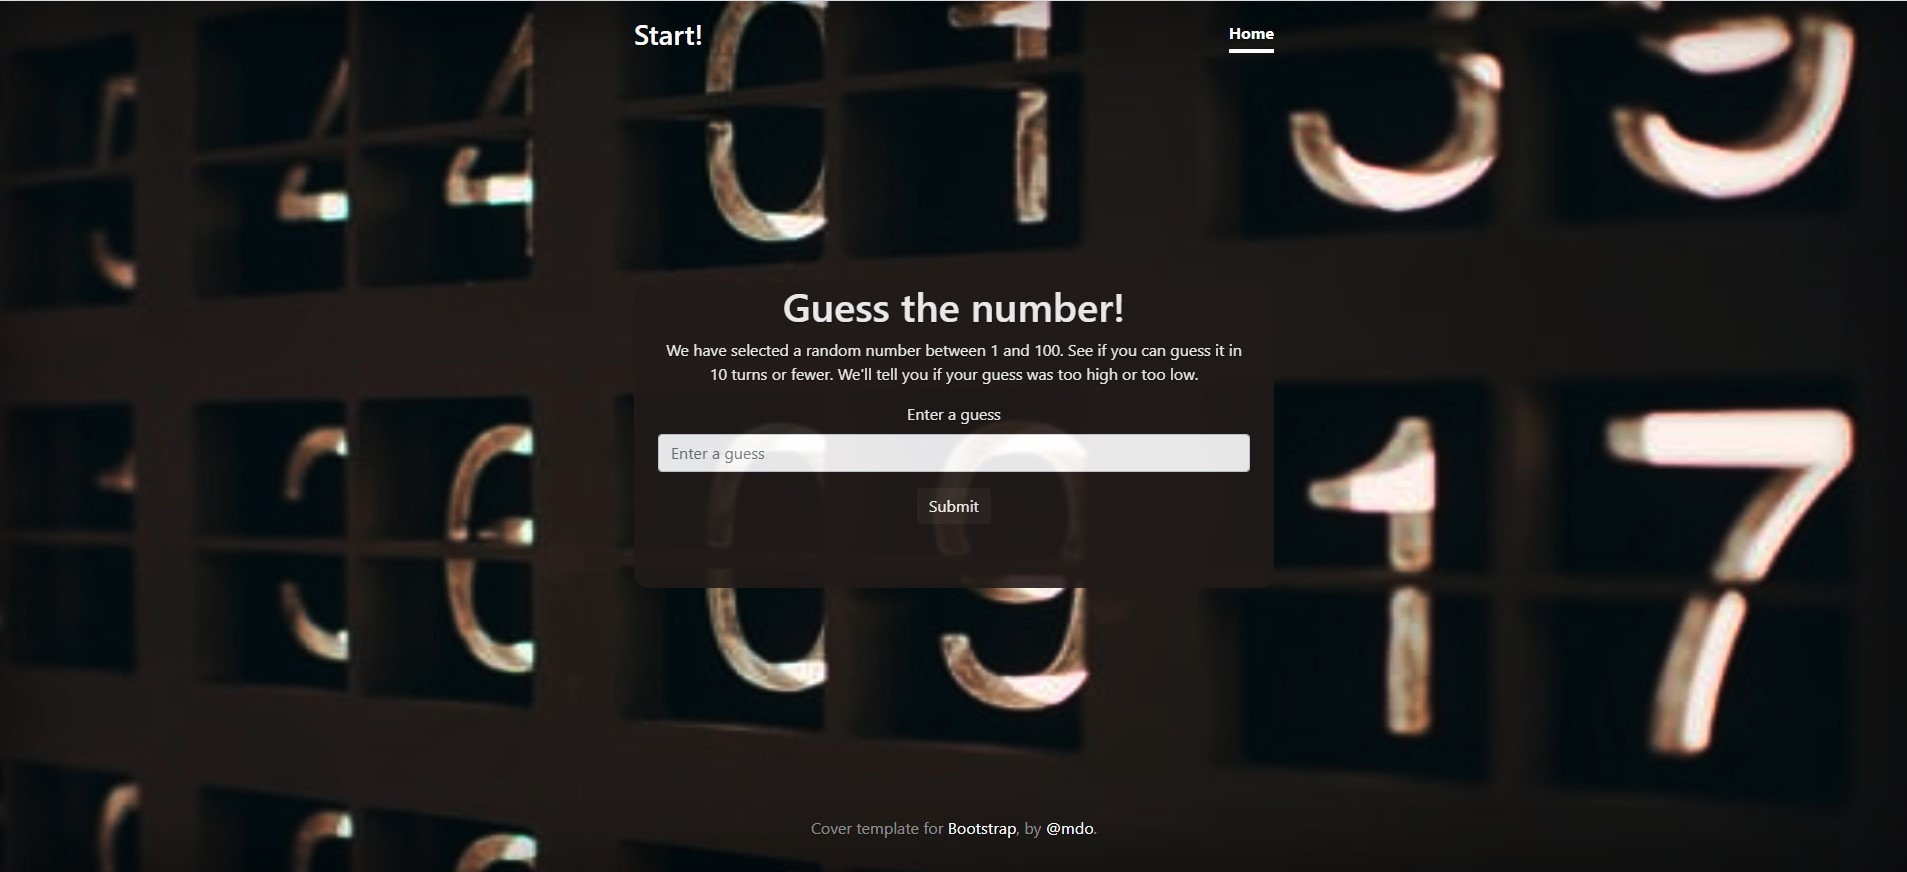 Start!
Home
Guess the number!
We have selected a random number between 1 and 100. See if you can guess it in
10 turns or fewer. We'll tell you if your guess was too high or too low.
Enter a guess
Enter a guess
Submit
Cover template for Bootstrap, by @mdo.